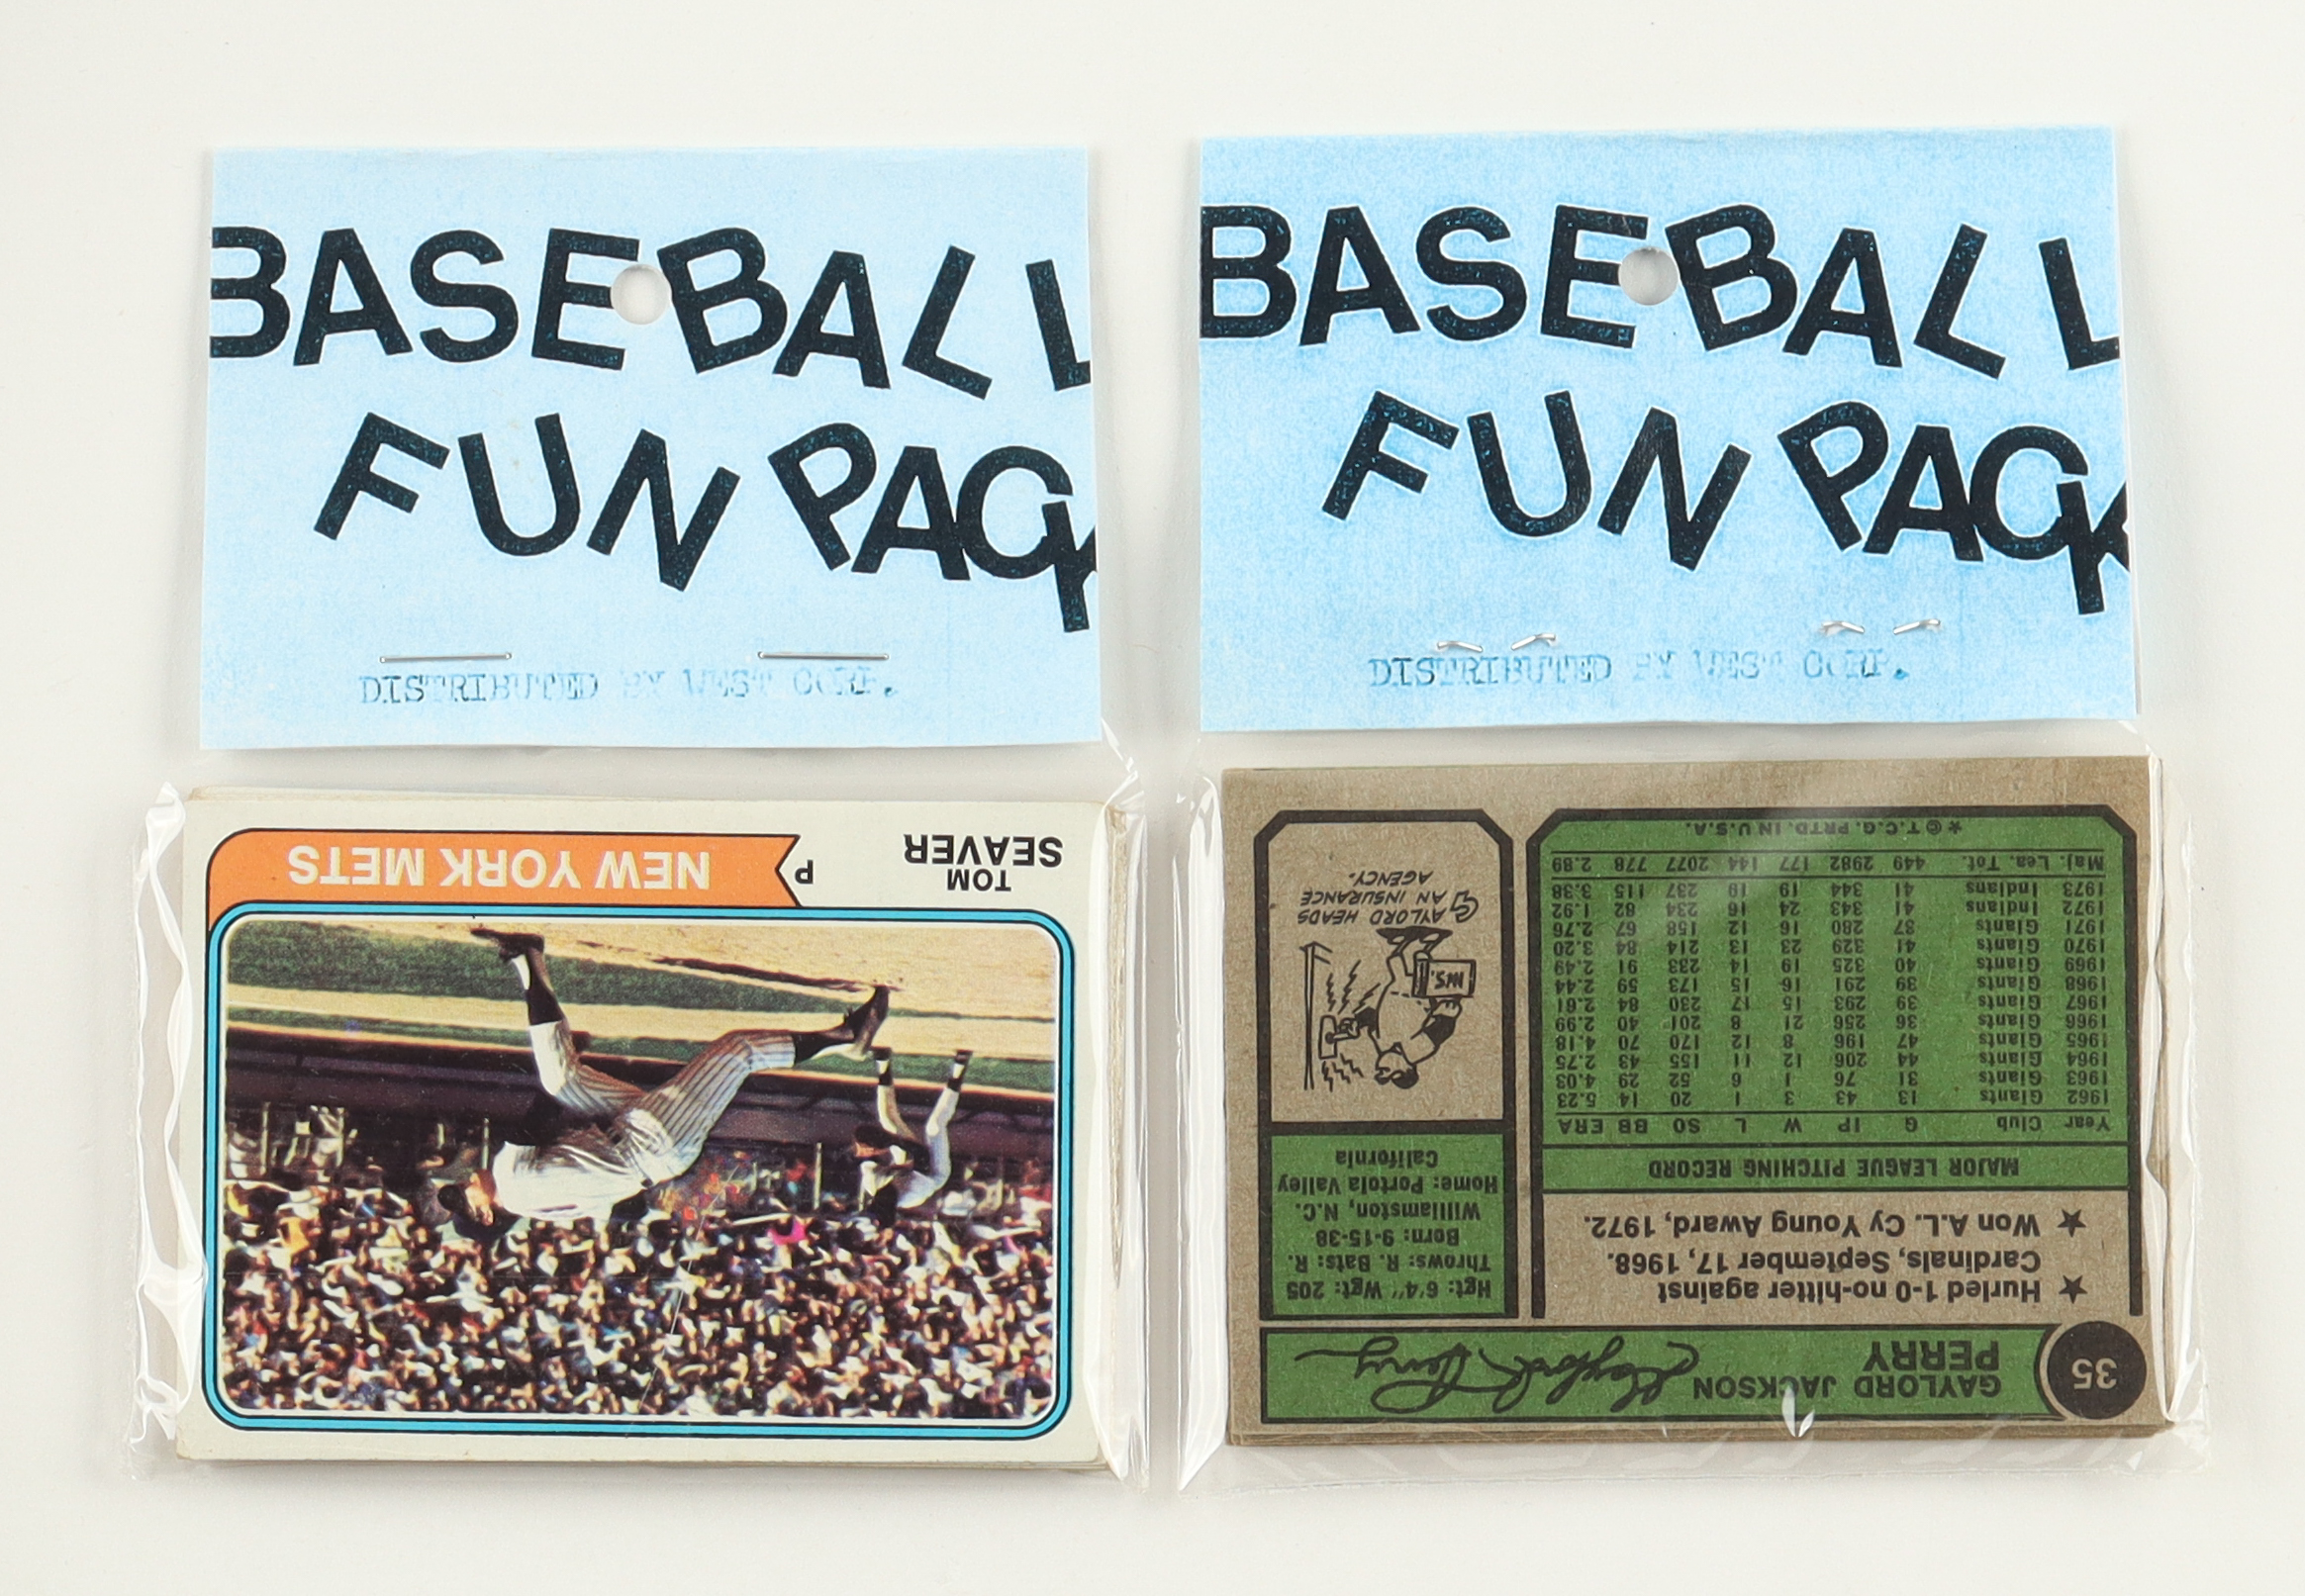 BASEBALL
FUN PACK
DISTRIBUTED BY WEST CORP.
TOM
SEAVER
P
NEW YORK METS
BASEBALL
FUN PACK
DISTRIBUTED BY WEST CORP.
35
GAYLORD JACKSON
PERRY
Gaylord Perry
★ Hurled 1-0 no-hitter against
Cardinals, September 17, 1968.
★ Won A.L. Cy Young Award, 1972.
MAJOR LEAGUE PITCHING RECORD
Year Club G IP W L SO BB ERA
1962 Giants 13 43 3 1 20 14 5.23
1963 Giants 31 76 1 6 52 29 4.03
1964 Giants 44 206 12 11 155 43 2.75
1965 Giants 47 196 8 12 170 70 4.18
1966 Giants 36 256 21 8 201 40 2.99
1967 Giants 39 293 15 17 230 84 2.61
1968 Giants 39 291 16 15 173 59 2.44
1969 Giants 40 325 19 14 233 91 2.49
1970 Giants 41 329 23 13 214 84 3.20
1971 Giants 37 280 16 12 158 67 2.76
1972 Indians 41 343 24 16 234 82 1.92
1973 Indians 41 344 19 19 237 115 3.38
Maj. Lea. Tot. 449 2982 177 144 2077 778 2.89
★ © T.C.G. PRTD. IN U.S.A.
Hgt: 6'4" Wgt: 205
Throws: R. Bats: R.
Born: 9-15-38
Williamston, N.C.
Home: Portola Valley
California
INS.
GAYLORD HEADS
AN INSURANCE
AGENCY.